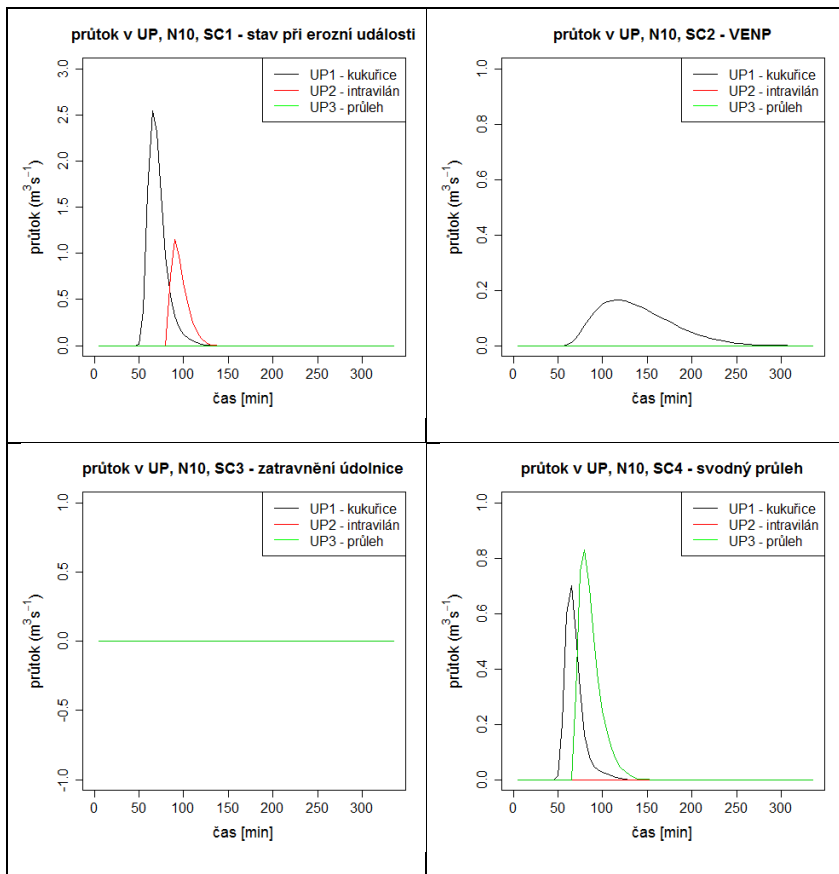 průtok v UP, N10, SC1 - stav při erozní události
UP1 - kukuřice
UP2 - intravilán
UP3 - průleh
průtok (m³s⁻¹)
3.0
2.5
2.0
1.5
1.0
0.5
0.0
0 50 100 150 200 250 300
čas [min]
průtok v UP, N10, SC2 - VENP
UP1 - kukuřice
UP2 - intravilán
UP3 - průleh
průtok (m³s⁻¹)
1.0
0.8
0.6
0.4
0.2
0.0
0 50 100 150 200 250 300
čas [min]
průtok v UP, N10, SC3 - zatravnění údolnice
UP1 - kukuřice
UP2 - intravilán
UP3 - průleh
průtok (m³s⁻¹)
1.0
0.5
0.0
-0.5
-1.0
0 50 100 150 200 250 300
čas [min]
průtok v UP, N10, SC4 - svodný průleh
UP1 - kukuřice
UP2 - intravilán
UP3 - průleh
průtok (m³s⁻¹)
1.0
0.8
0.6
0.4
0.2
0.0
0 50 100 150 200 250 300
čas [min]